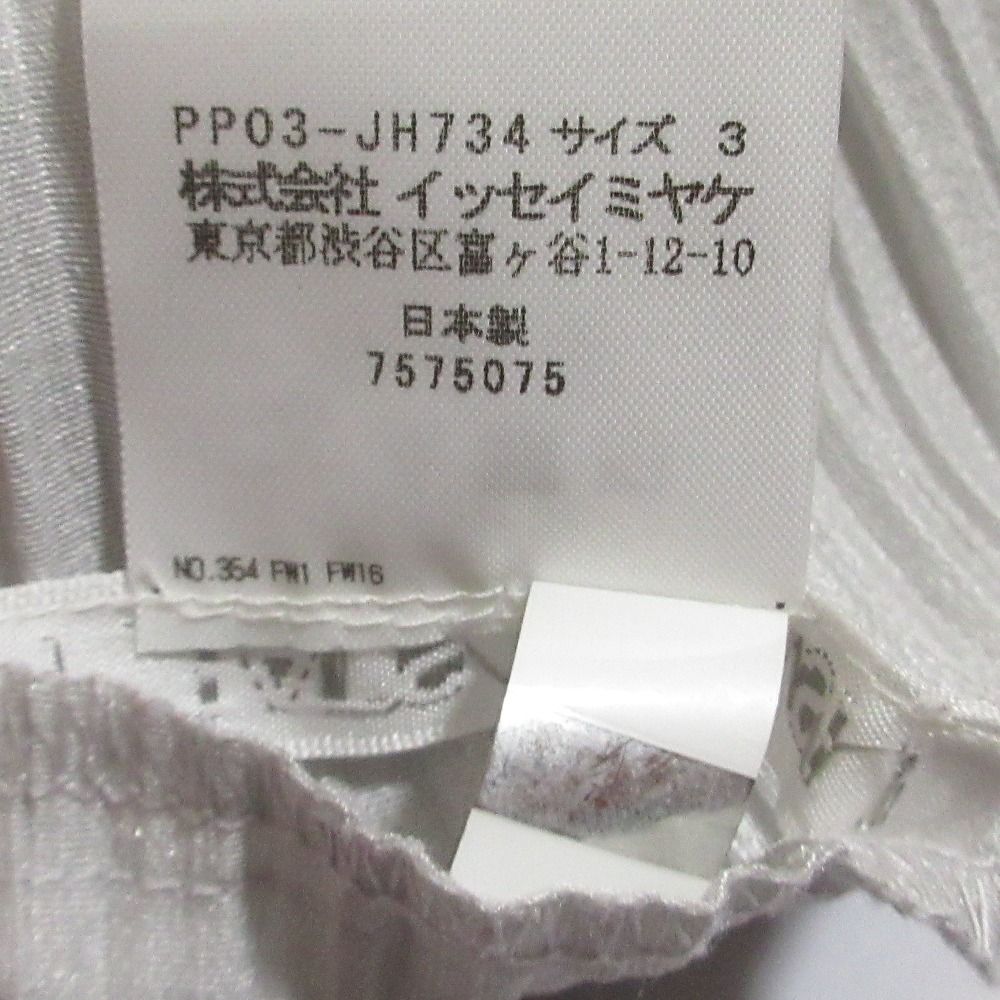 PP03-JH734 サイズ 3
株式会社 イッセイミヤケ
東京都渋谷区富ヶ谷1-12-10
日本製
7575075
NO.354 FW1 FW16